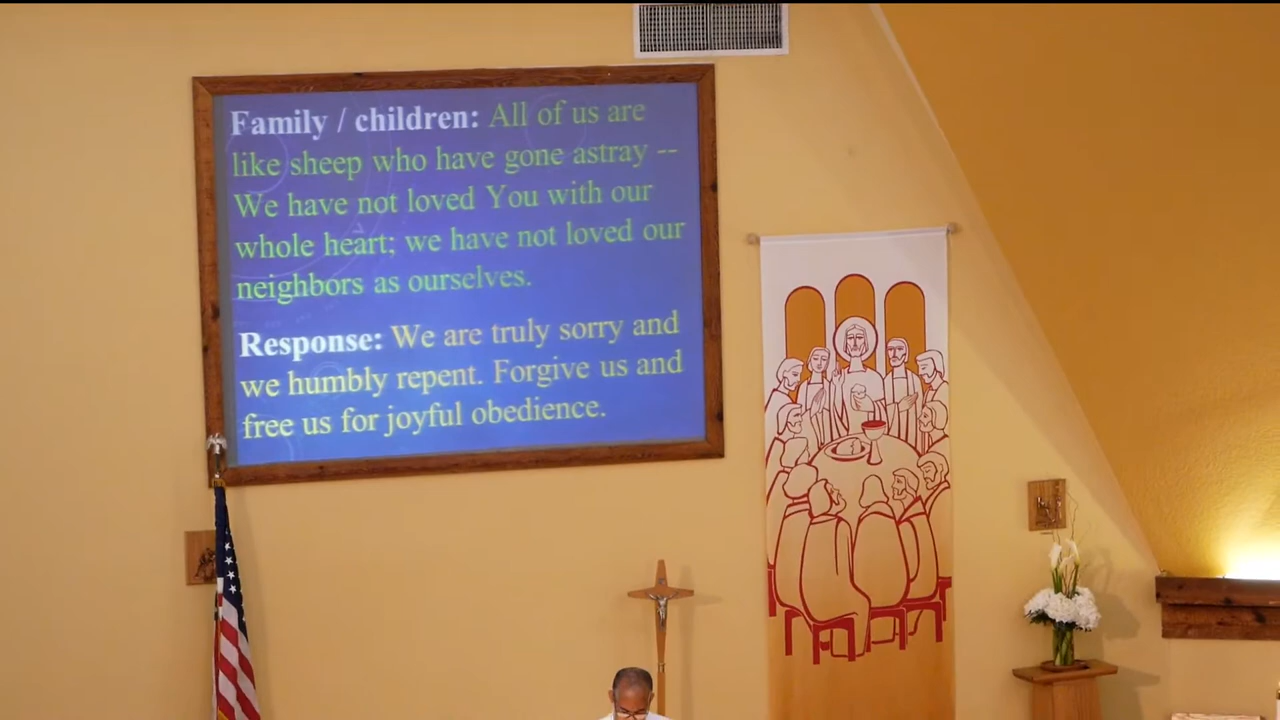 Family / children: All of us are
like sheep who have gone astray --
We have not loved You with our
whole heart; we have not loved our
neighbors as ourselves.
Response: We are truly sorry and
we humbly repent. Forgive us and
free us for joyful obedience.